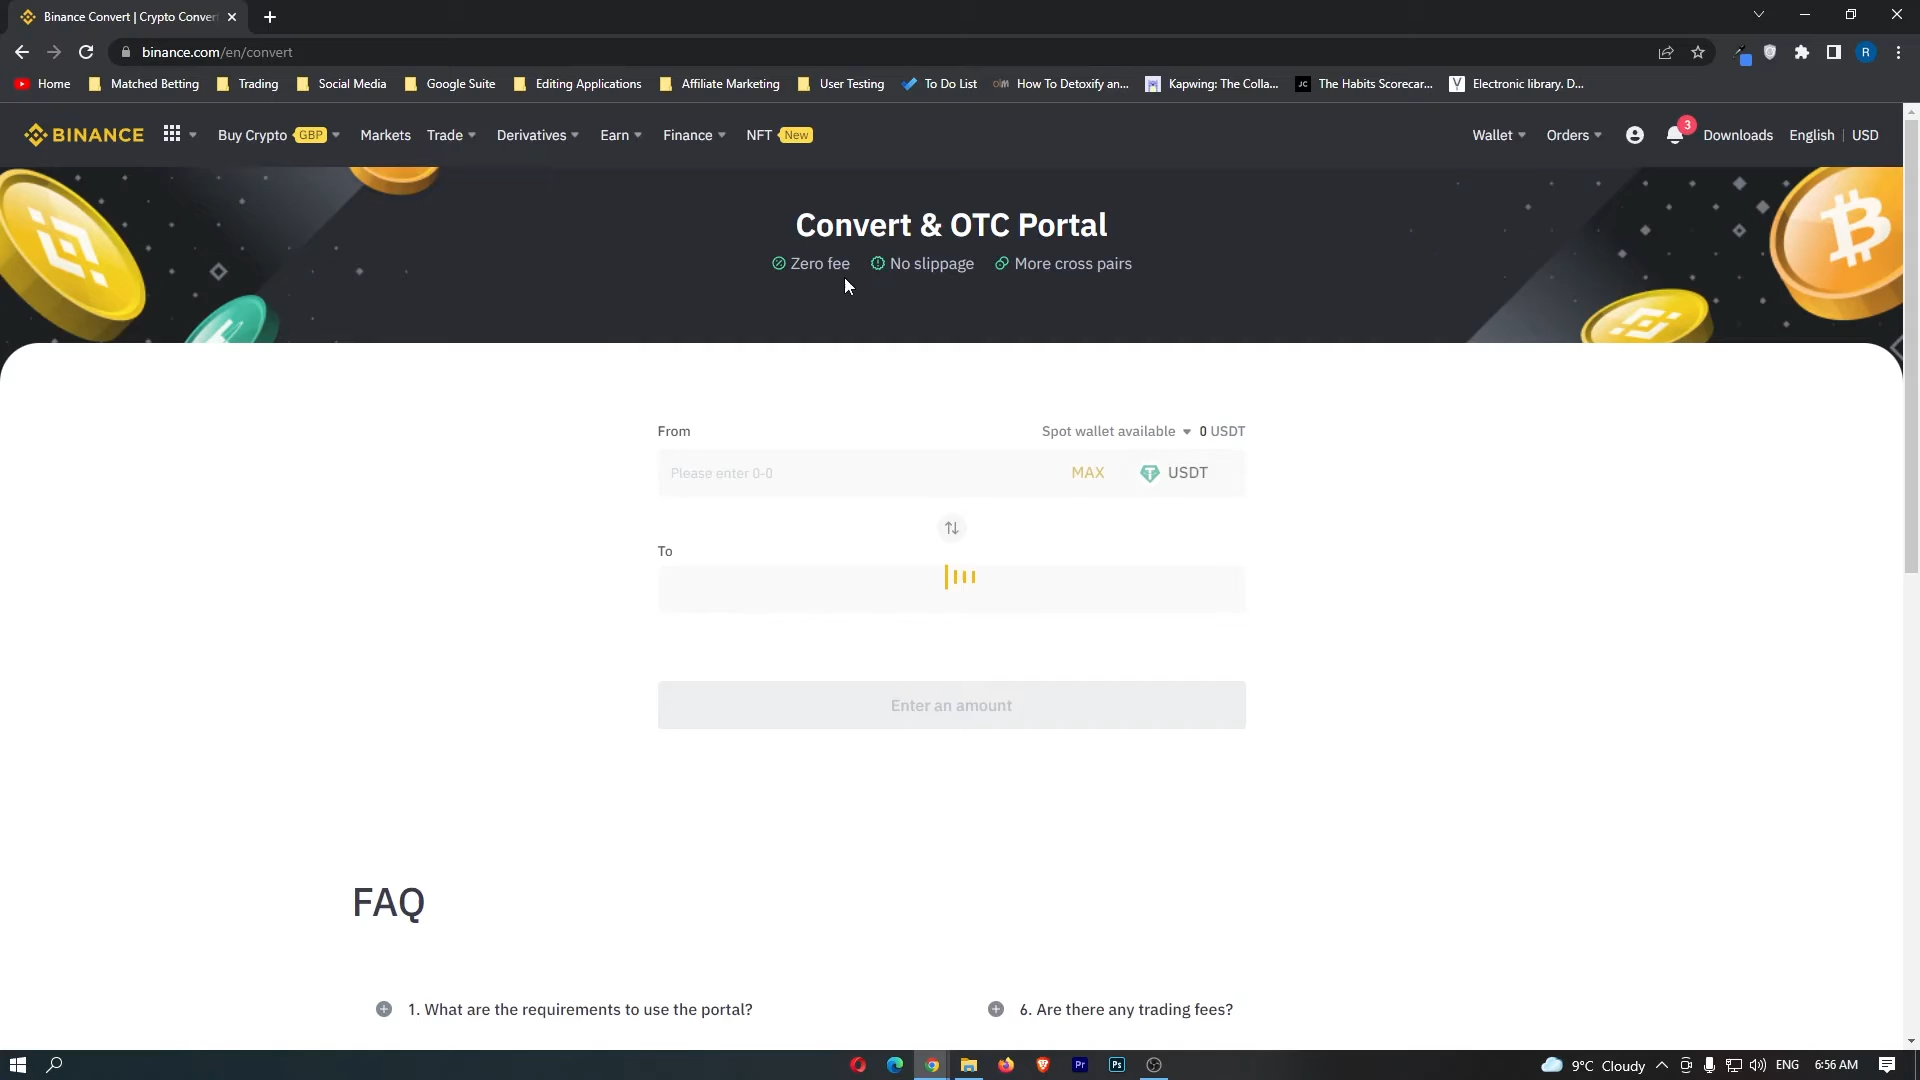 Binance Convert | Crypto Conver
binance.com/en/convert
R
Home
Matched Betting
Trading
Social Media
Google Suite
Editing Applications
Affiliate Marketing
User Testing
To Do List
How To Detoxify an...
Kapwing: The Colla...
JC
The Habits Scorecar...
Electronic library. D...
BINANCE
Buy Crypto GBP
Markets
Trade
Derivatives
Earn
Finance
NFT New
Wallet
Orders
3
Downloads
English | USD
Convert & OTC Portal
Zero fee
No slippage
More cross pairs
From
Spot wallet available 0 USDT
Please enter 0-0
MAX
USDT
To
Enter an amount
FAQ
1. What are the requirements to use the portal?
6. Are there any trading fees?
Pr
Ps
9°C Cloudy
ENG
6:56 AM